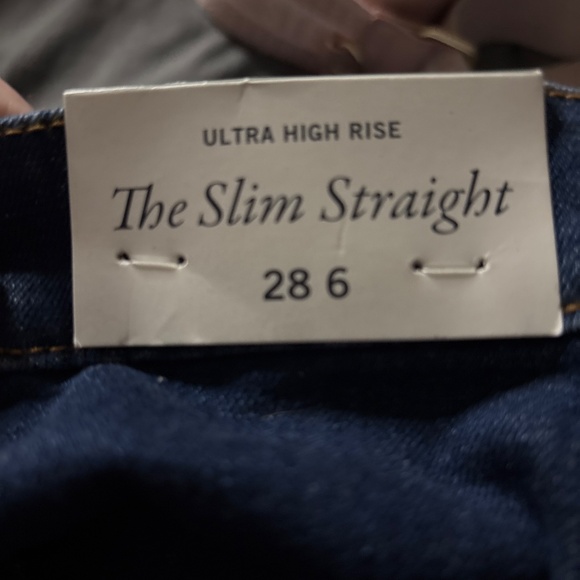 ULTRA HIGH RISE
The Slim Straight
28 6